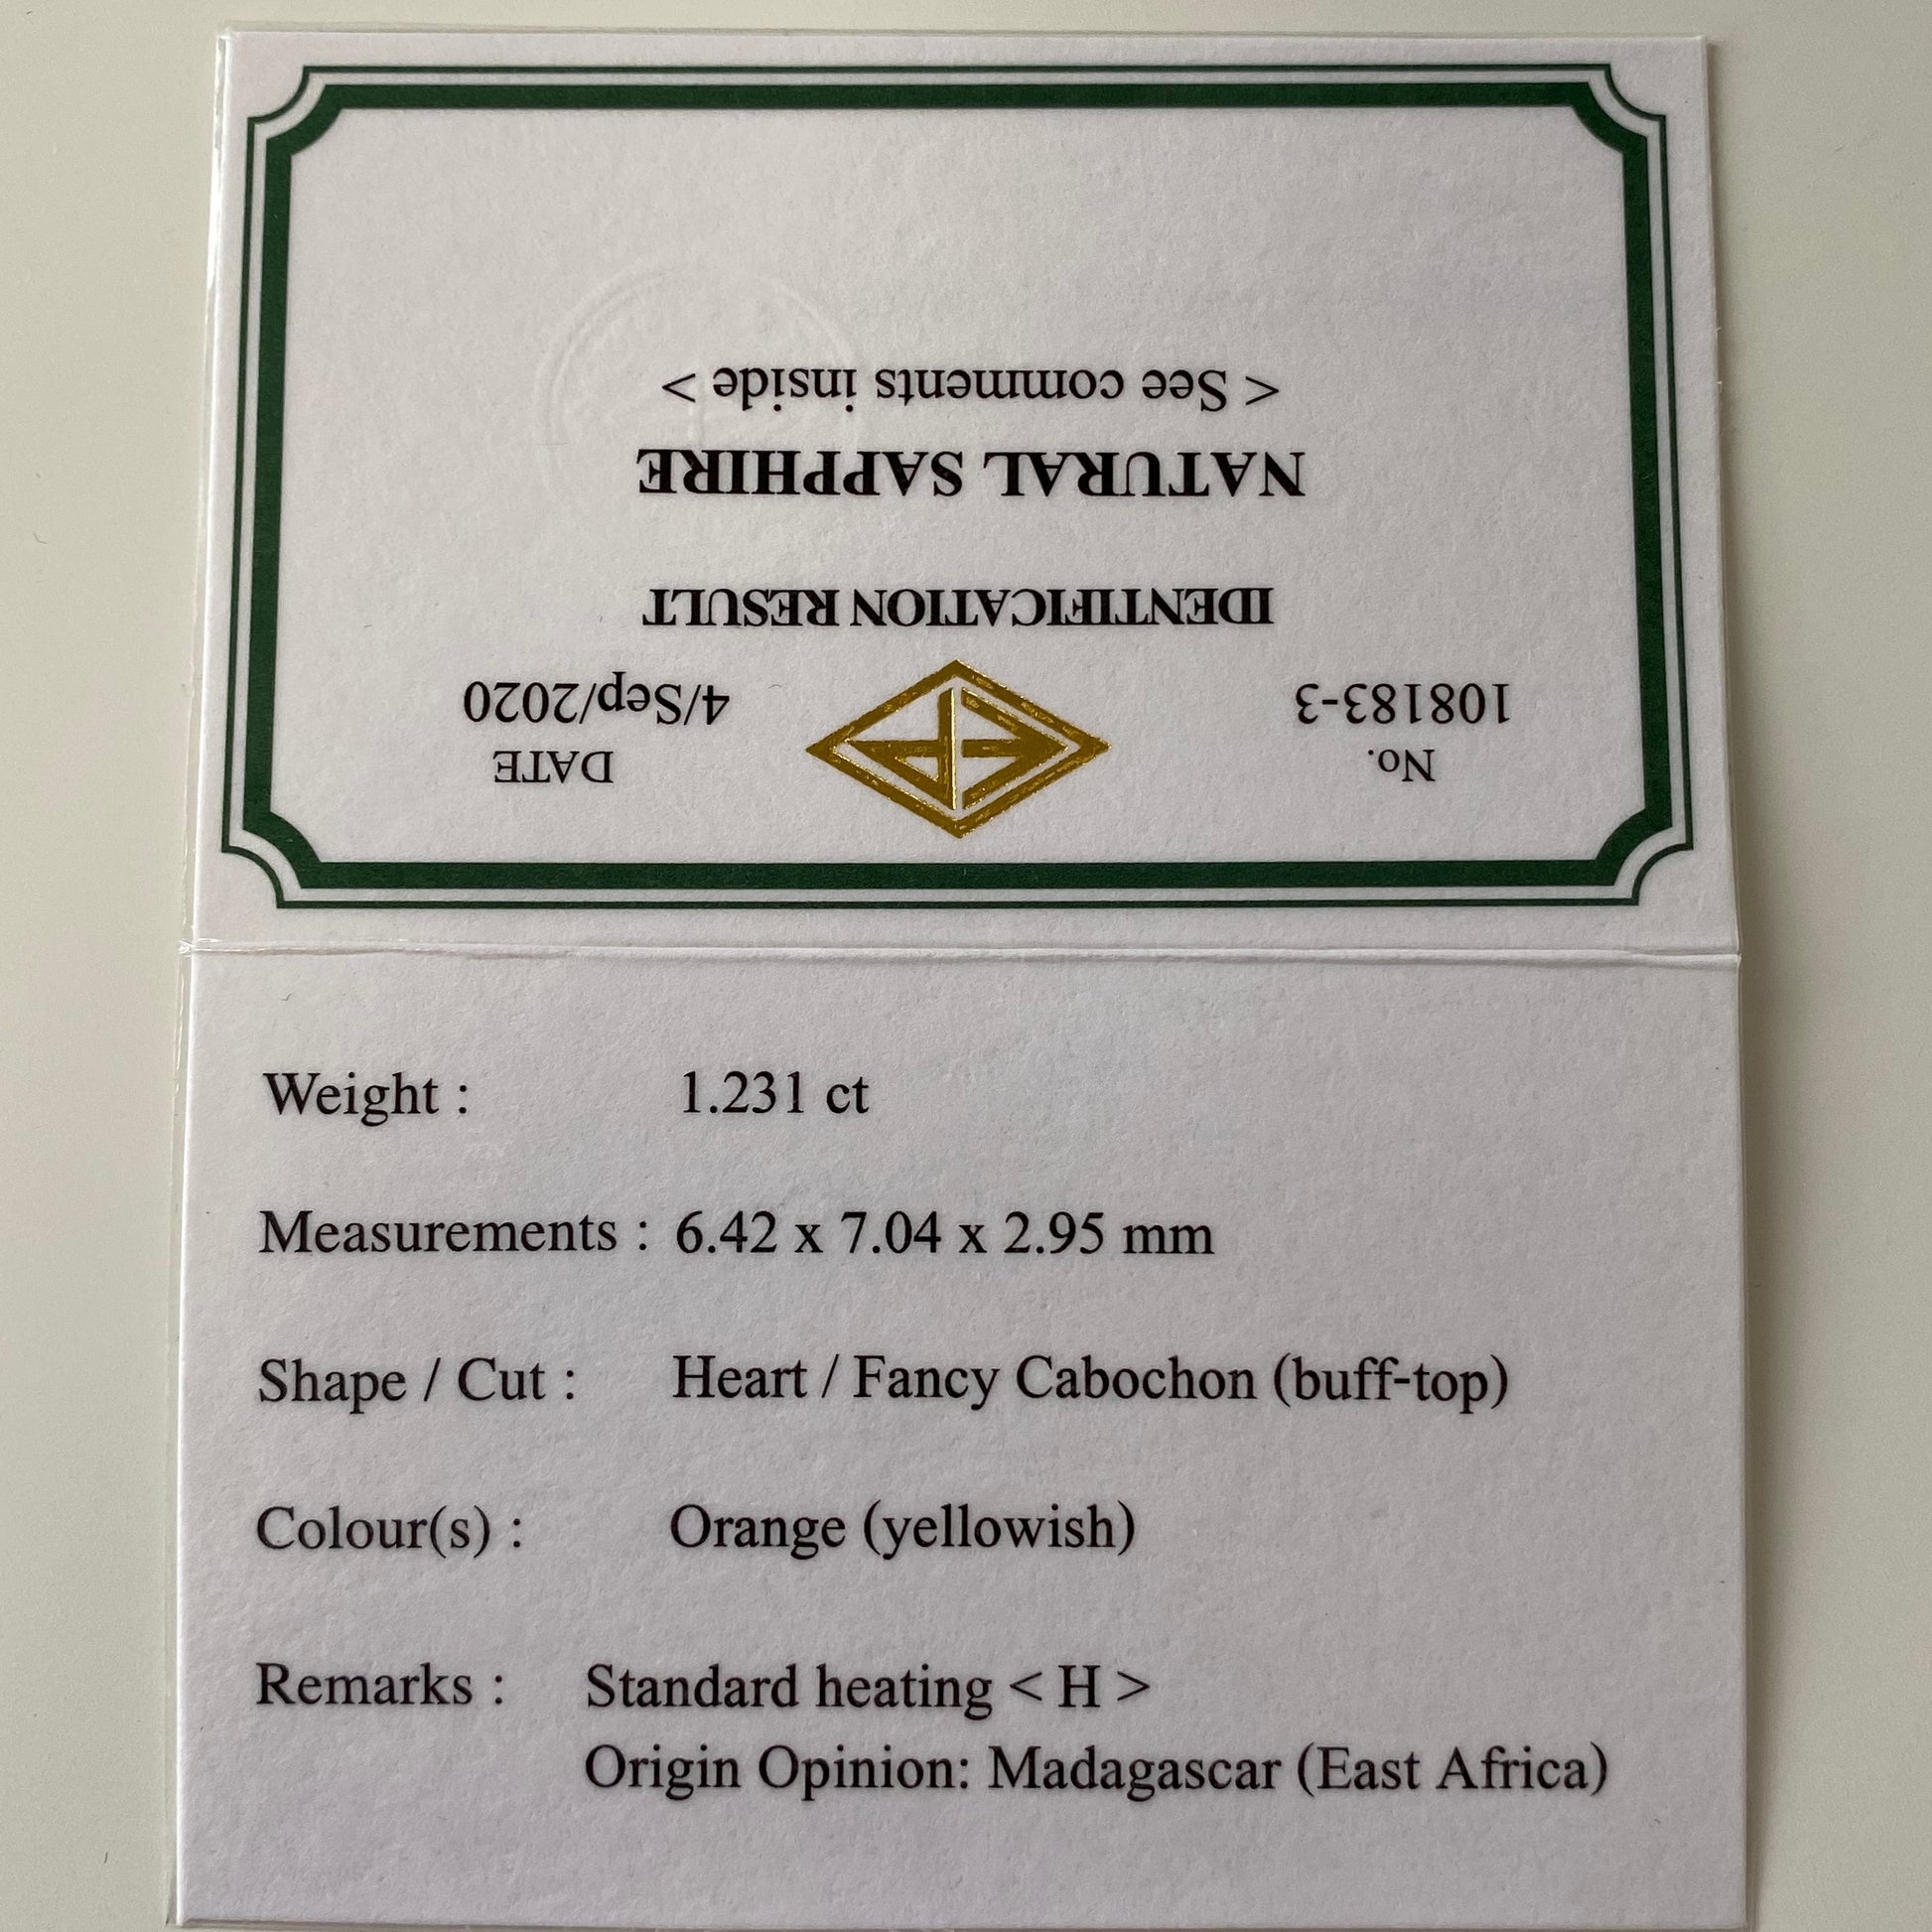 No.
108183-3
DATE
4/Sep/2020
IDENTIFICATION RESULT
NATURAL SAPPHIRE
< See comments inside >
Weight : 1.231 ct
Measurements : 6.42 x 7.04 x 2.95 mm
Shape / Cut : Heart / Fancy Cabochon (buff-top)
Colour(s) : Orange (yellowish)
Remarks : Standard heating < H >
Origin Opinion: Madagascar (East Africa)